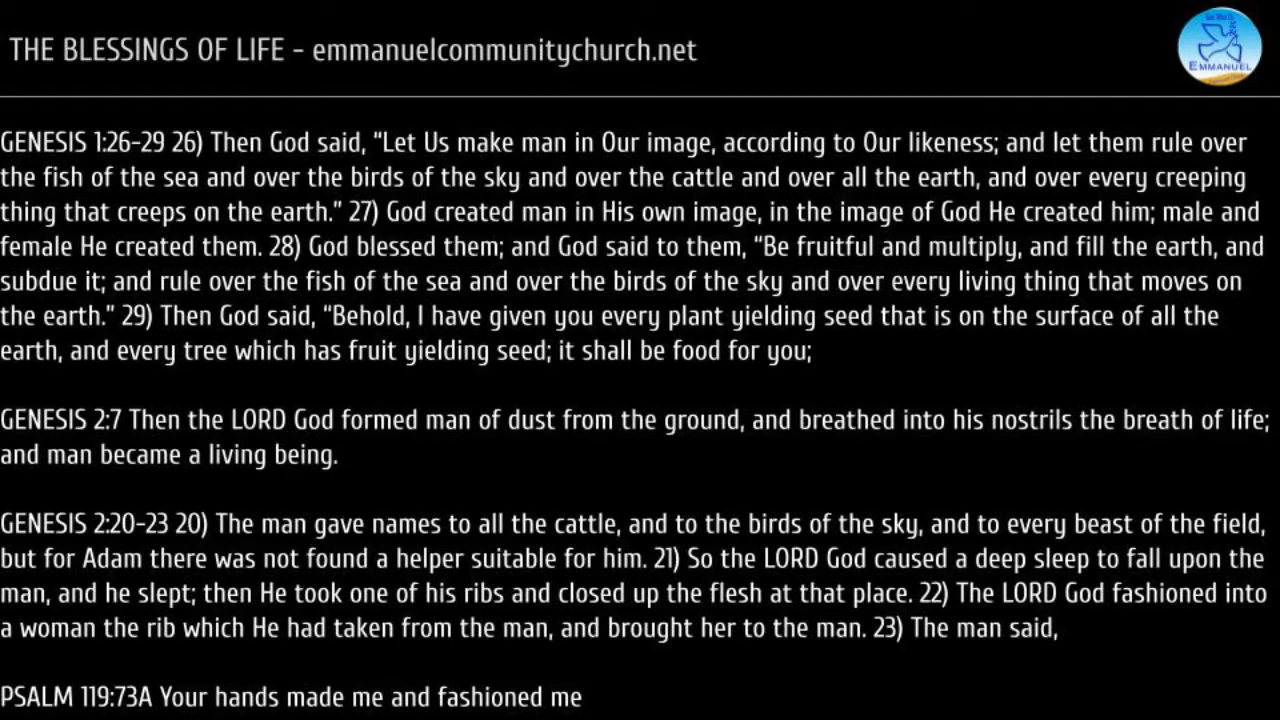 THE BLESSINGS OF LIFE - emmanuelcommunitychurch.net
EMMANUEL
GENESIS 1:26-29 26) Then God said, “Let Us make man in Our image, according to Our likeness; and let them rule over
the fish of the sea and over the birds of the sky and over the cattle and over all the earth, and over every creeping
thing that creeps on the earth.” 27) God created man in His own image, in the image of God He created him; male and
female He created them. 28) God blessed them; and God said to them, “Be fruitful and multiply, and fill the earth, and
subdue it; and rule over the fish of the sea and over the birds of the sky and over every living thing that moves on
the earth.” 29) Then God said, “Behold, I have given you every plant yielding seed that is on the surface of all the
earth, and every tree which has fruit yielding seed; it shall be food for you;
GENESIS 2:7 Then the LORD God formed man of dust from the ground, and breathed into his nostrils the breath of life;
and man became a living being.
GENESIS 2:20-23 20) The man gave names to all the cattle, and to the birds of the sky, and to every beast of the field,
but for Adam there was not found a helper suitable for him. 21) So the LORD God caused a deep sleep to fall upon the
man, and he slept; then He took one of his ribs and closed up the flesh at that place. 22) The LORD God fashioned into
a woman the rib which He had taken from the man, and brought her to the man. 23) The man said,
PSALM 119:73A Your hands made me and fashioned me